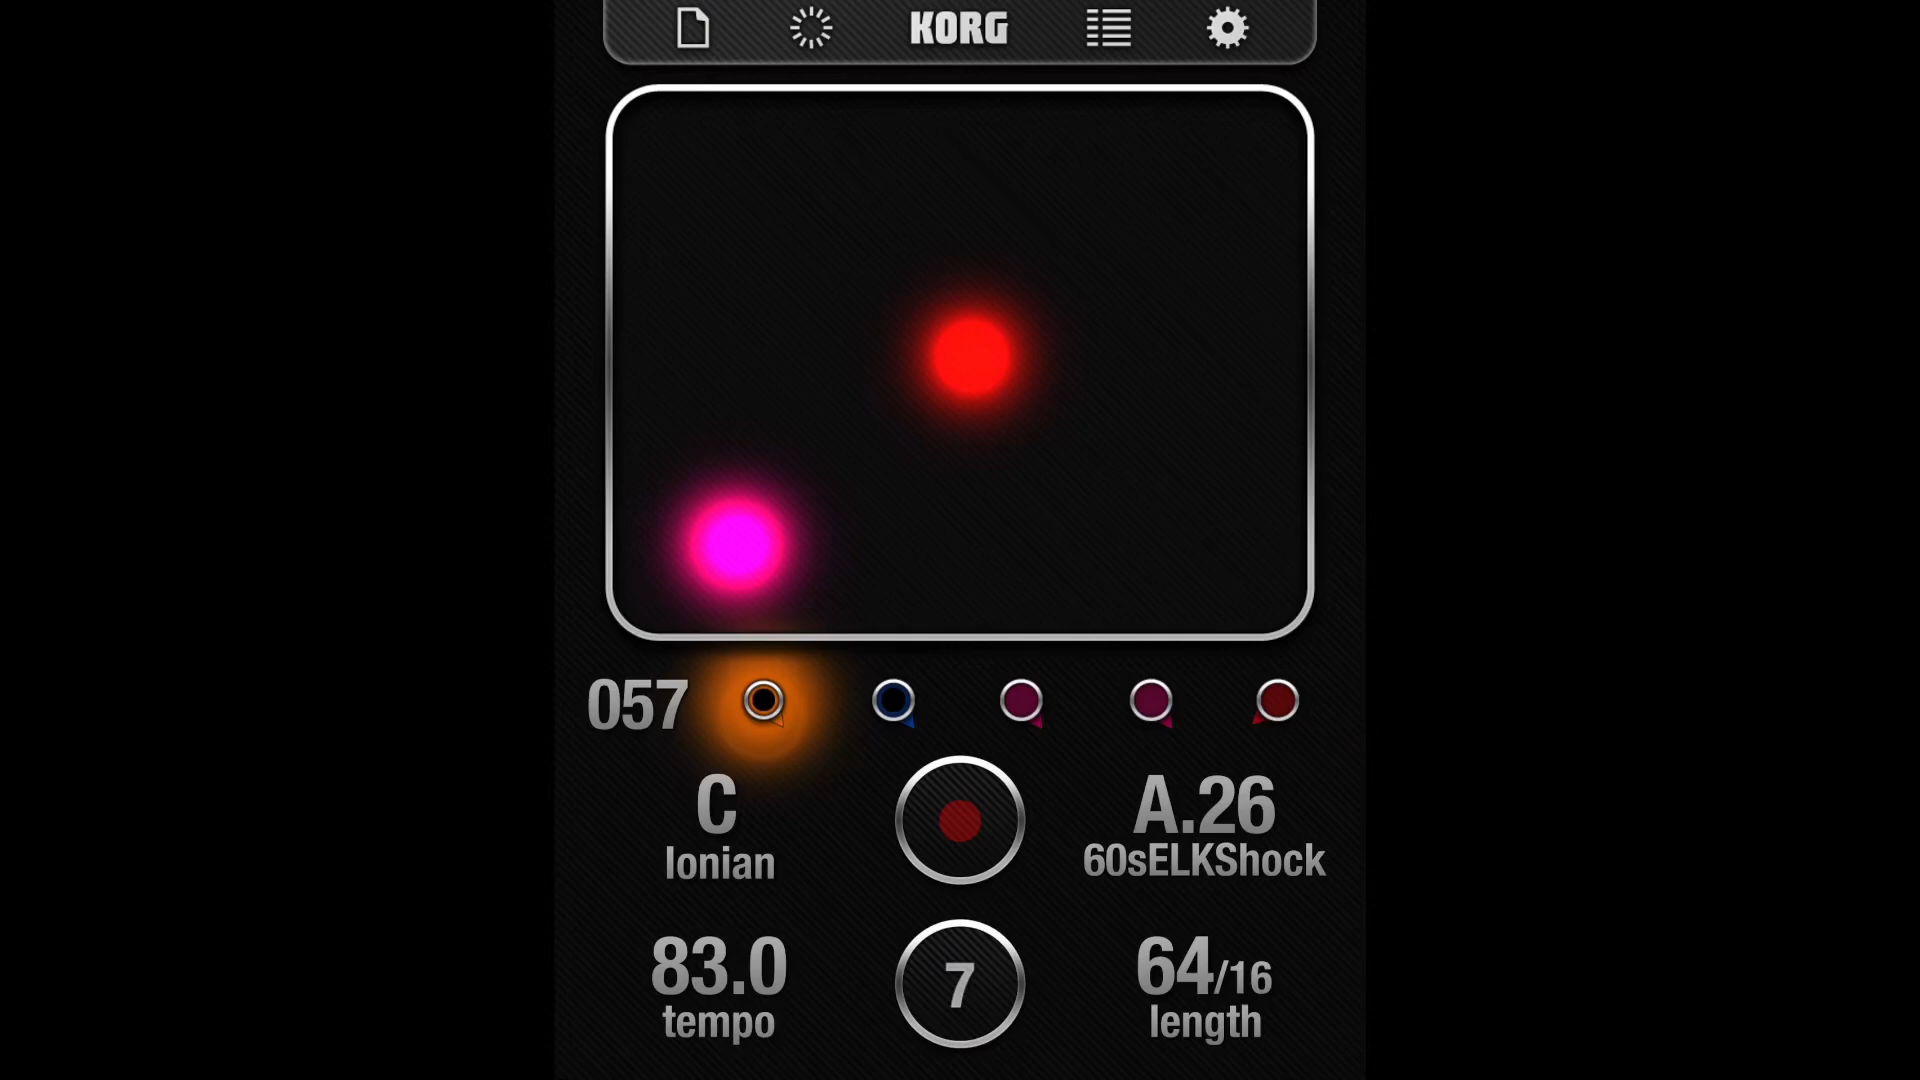 KORG
057
C
Ionian
A.26
60sELKShock
83.0
tempo
7
64/16
length